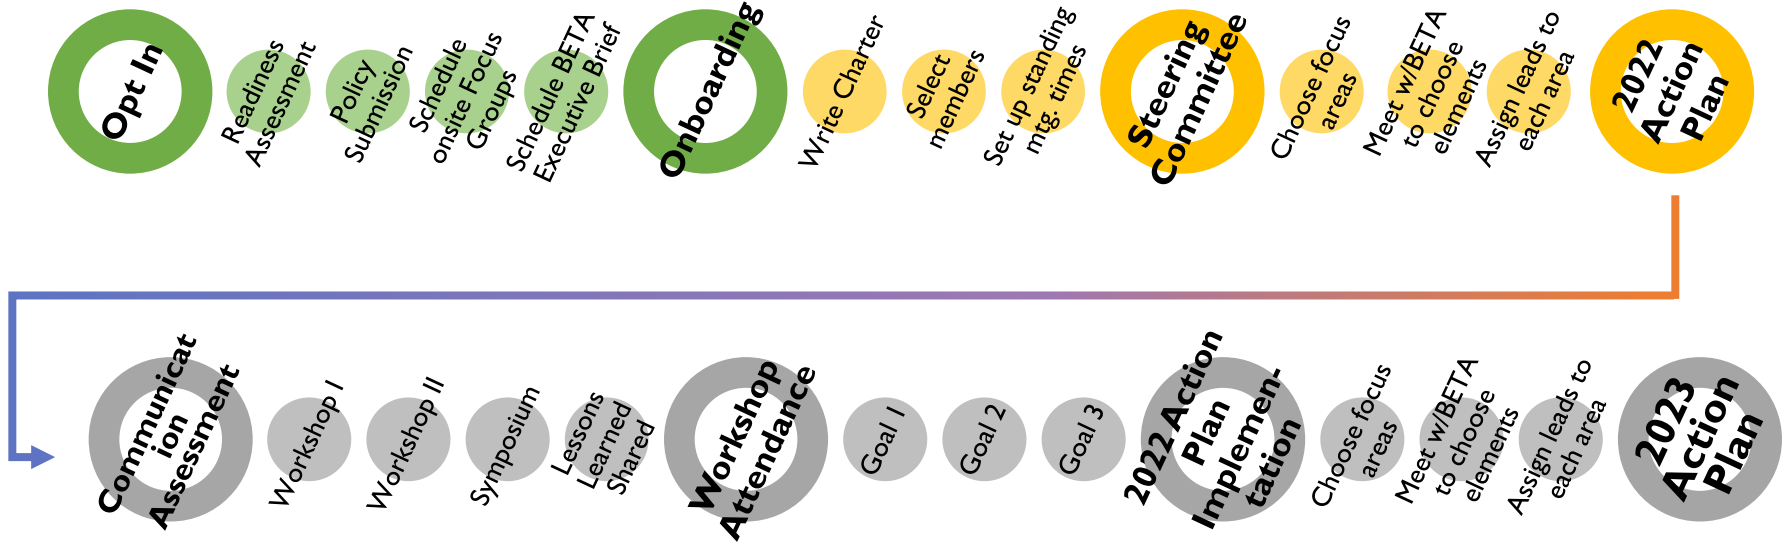 Opt In
Readiness
Assessment
Policy
Submission
Schedule
onsite Focus
Groups
Schedule BETA
Executive Brief
Onboarding
Write Charter
Select
members
Set up standing
mtg. times
Steering
Committee
Choose focus
areas
Meet w/BETA
to choose
elements
Assign leads to
each area
2022
Action
Plan
Communicat
ion
Assessment
Workshop I
Workshop II
Symposium
Lessons
Learned
Shared
Workshop
Attendance
Goal 1
Goal 2
Goal 3
2022 Action
Plan
Implemen-
tation
Choose focus
areas
Meet w/BETA
to choose
elements
Assign leads to
each area
2023
Action
Plan